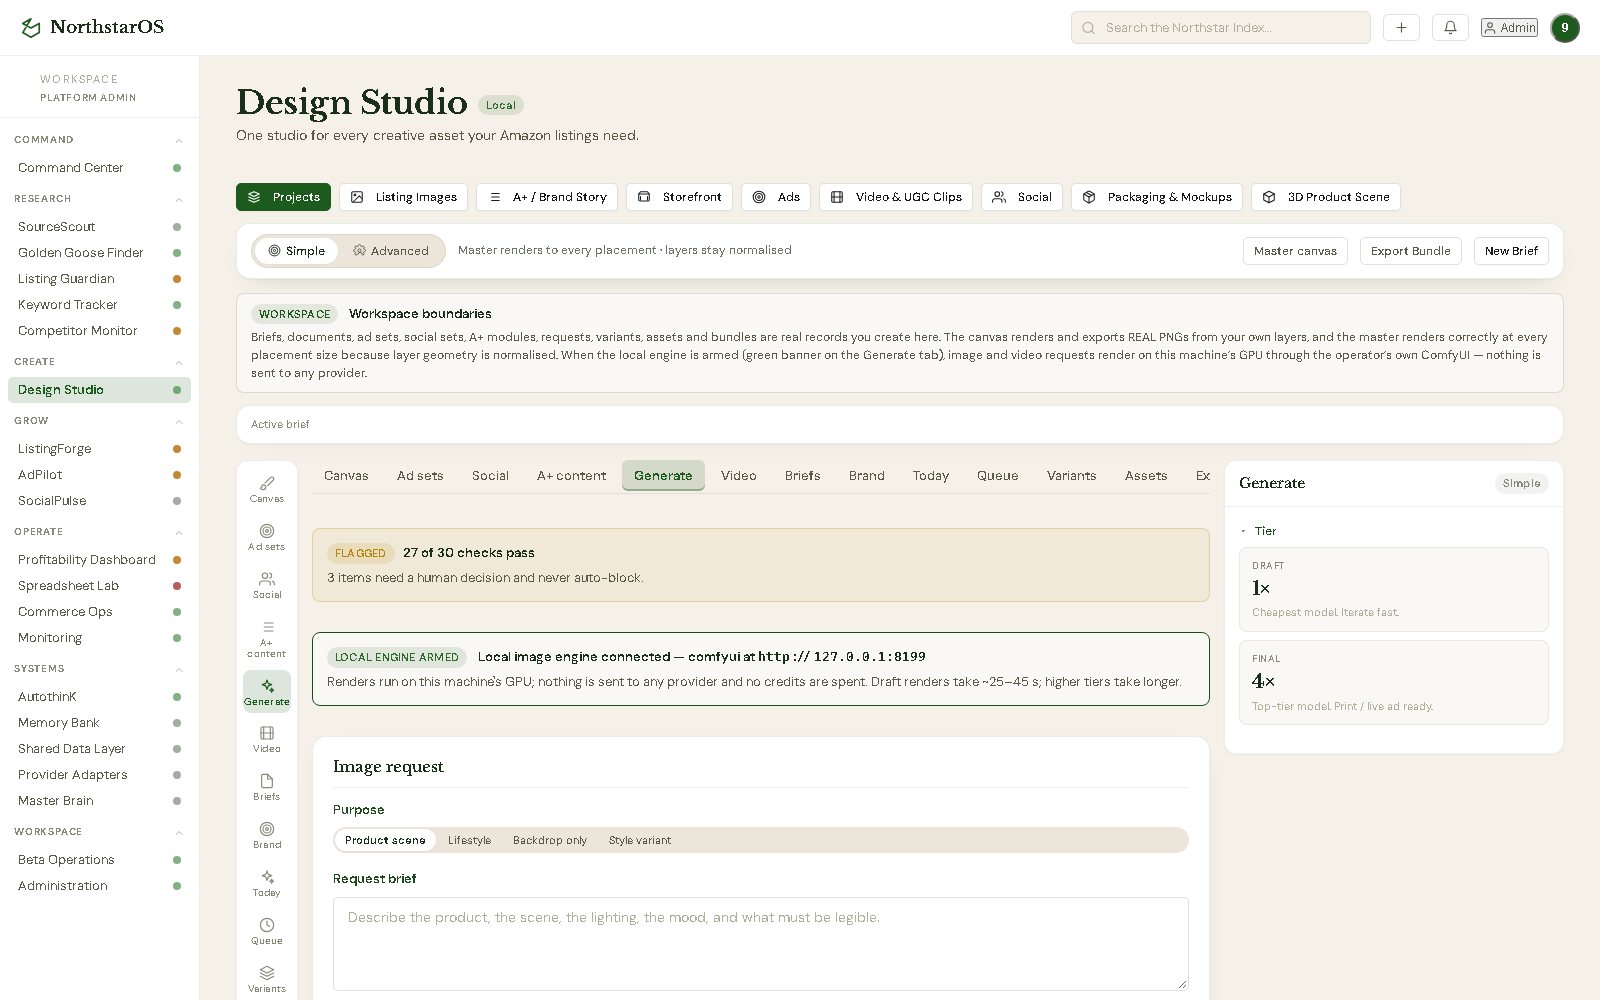 NorthstarOS
Search the Northstar Index...
Admin
9
WORKSPACE
PLATFORM ADMIN
COMMAND
Command Center
RESEARCH
SourceScout
Golden Goose Finder
Listing Guardian
Keyword Tracker
Competitor Monitor
CREATE
Design Studio
GROW
ListingForge
AdPilot
SocialPulse
OPERATE
Profitability Dashboard
Spreadsheet Lab
Commerce Ops
Monitoring
SYSTEMS
AutothinK
Memory Bank
Shared Data Layer
Provider Adapters
Master Brain
WORKSPACE
Beta Operations
Administration
Design Studio Local
One studio for every creative asset your Amazon listings need.
Projects Listing Images A+ / Brand Story Storefront Ads Video & UGC Clips Social Packaging & Mockups 3D Product Scene
Simple Advanced Master renders to every placement · layers stay normalised Master canvas Export Bundle New Brief
WORKSPACE Workspace boundaries
Briefs, documents, ad sets, social sets, A+ modules, requests, variants, assets and bundles are real records you create here. The canvas renders and exports REAL PNGs from your own layers, and the master renders correctly at every
placement size because layer geometry is normalised. When the local engine is armed (green banner on the Generate tab), image and video requests render on this machine's GPU through the operator's own ComfyUI — nothing is
sent to any provider.
Active brief
Canvas
Ad sets
Social
A+
content
Generate
Video
Briefs
Brand
Today
Queue
Variants
Canvas Ad sets Social A+ content Generate Video Briefs Brand Today Queue Variants Assets Ex
FLAGGED 27 of 30 checks pass
3 items need a human decision and never auto-block.
LOCAL ENGINE ARMED Local image engine connected — comfyui at http://127.0.0.1:8199
Renders run on this machine's GPU; nothing is sent to any provider and no credits are spent. Draft renders take ~25–45 s; higher tiers take longer.
Image request
Purpose
Product scene Lifestyle Backdrop only Style variant
Request brief
Describe the product, the scene, the lighting, the mood, and what must be legible.
Generate Simple
Tier
DRAFT
1×
Cheapest model. Iterate fast.
FINAL
4×
Top-tier model. Print / live ad ready.